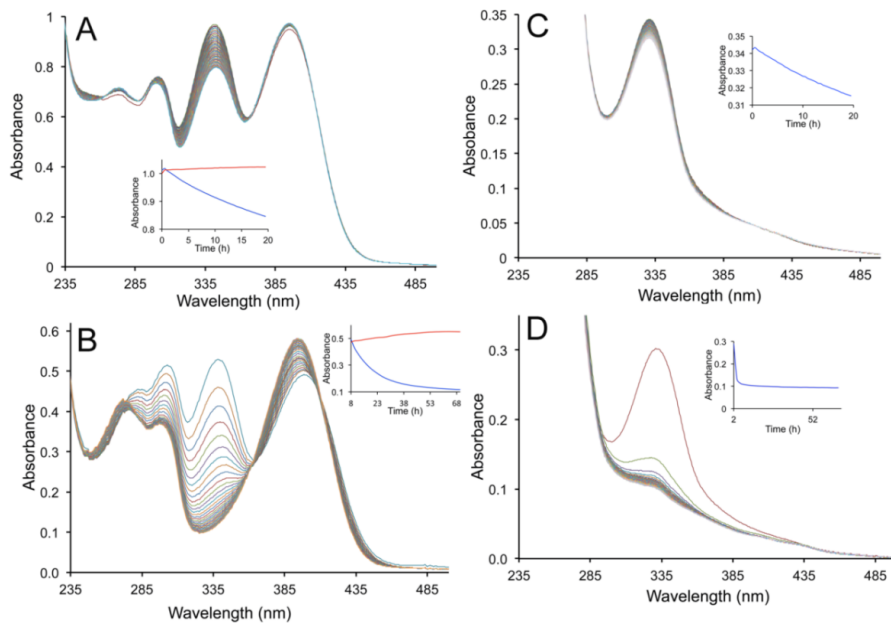 A
Absorbance
1
0.8
0.6
0.4
0.2
0
235 285 335 385 435
Wavelength (nm)
Absorbance
1.0
0.9
0.8
0 5 10 15 20
Time (h)
C
Absorbance
0.35
0.3
0.25
0.2
0.15
0.1
0.05
0
235 285 335 385 435
Wavelength (nm)
Absprbance
0.35
0.34
0.33
0.32
0.31
0 10 20
Time (h)
B
Absorbance
0.6
0.5
0.4
0.3
0.2
0.1
0.0
235 285 335 385 435
Wavelength (nm)
Absorbance
0.5
0.3
0.1
8 23 38 53 68
Time (h)
D
Absorbance
0.3
0.2
0.1
0
235 285 335 385 435
Wavelength (nm)
Absorbance
0.3
0.2
0.1
0
2 52
Time (h)